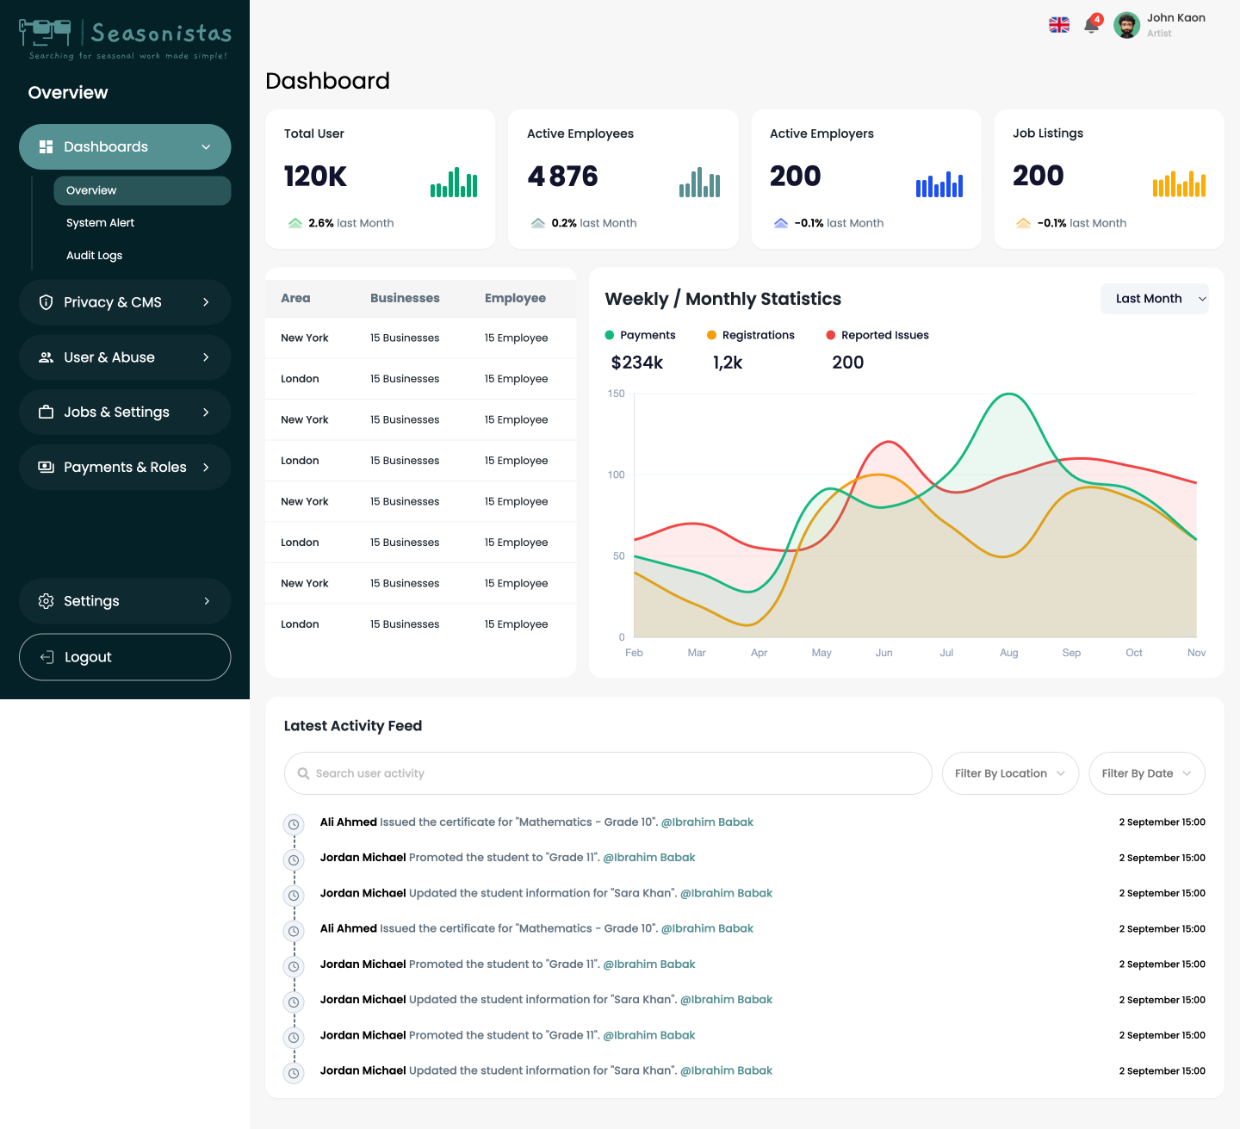 Seasonistas
Searching for seasonal work made simple!
4
John Kaon
Artist
Overview
Dashboards
Overview
System Alert
Audit Logs
Privacy & CMS
User & Abuse
Jobs & Settings
Payments & Roles
Settings
Logout
Dashboard
Total User
120K
2.6% last Month
Active Employees
4 876
0.2% last Month
Active Employers
200
-0.1% last Month
Job Listings
200
-0.1% last Month
Area Businesses Employee
New York 15 Businesses 15 Employee
London 15 Businesses 15 Employee
New York 15 Businesses 15 Employee
London 15 Businesses 15 Employee
New York 15 Businesses 15 Employee
London 15 Businesses 15 Employee
New York 15 Businesses 15 Employee
London 15 Businesses 15 Employee
Weekly / Monthly Statistics
Last Month
Payments Registrations Reported Issues
$234k 1,2k 200
150
100
50
0
Feb Mar Apr May Jun Jul Aug Sep Oct Nov
Latest Activity Feed
Search user activity
Filter By Location
Filter By Date
Ali Ahmed Issued the certificate for "Mathematics - Grade 10". @Ibrahim Babak 2 September 15:00
Jordan Michael Promoted the student to "Grade 11". @Ibrahim Babak 2 September 15:00
Jordan Michael Updated the student information for "Sara Khan". @Ibrahim Babak 2 September 15:00
Ali Ahmed Issued the certificate for "Mathematics - Grade 10". @Ibrahim Babak 2 September 15:00
Jordan Michael Promoted the student to "Grade 11". @Ibrahim Babak 2 September 15:00
Jordan Michael Updated the student information for "Sara Khan". @Ibrahim Babak 2 September 15:00
Jordan Michael Promoted the student to "Grade 11". @Ibrahim Babak 2 September 15:00
Jordan Michael Updated the student information for "Sara Khan". @Ibrahim Babak 2 September 15:00